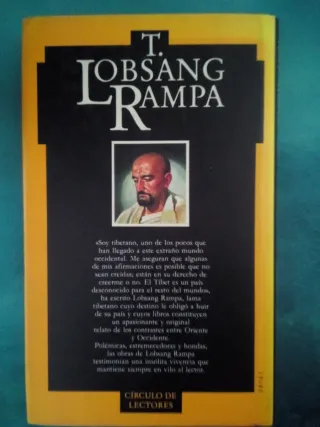 T.
LOBSANG
RAMPA
«Soy tibetano, uno de los pocos que
han llegado a este extraño mundo
occidental. Me aseguran que algunas
de mis afirmaciones es posible que no
sean creídas; están en su derecho de
creerme o no. El Tíbet es un país
desconocido para el resto del mundo»,
ha escrito Lobsang Rampa, lama
tibetano cuyo destino le obligó a huir
de su país y cuyos libros constituyen
un apasionante y original
relato de los contrastes entre Oriente
y Occidente.
Polémicas, estremecedoras y hondas,
las obras de Lobsang Rampa
testimonian una insólita vivencia que
mantiene siempre en vilo al lector.
CÍRCULO DE
LECTORES